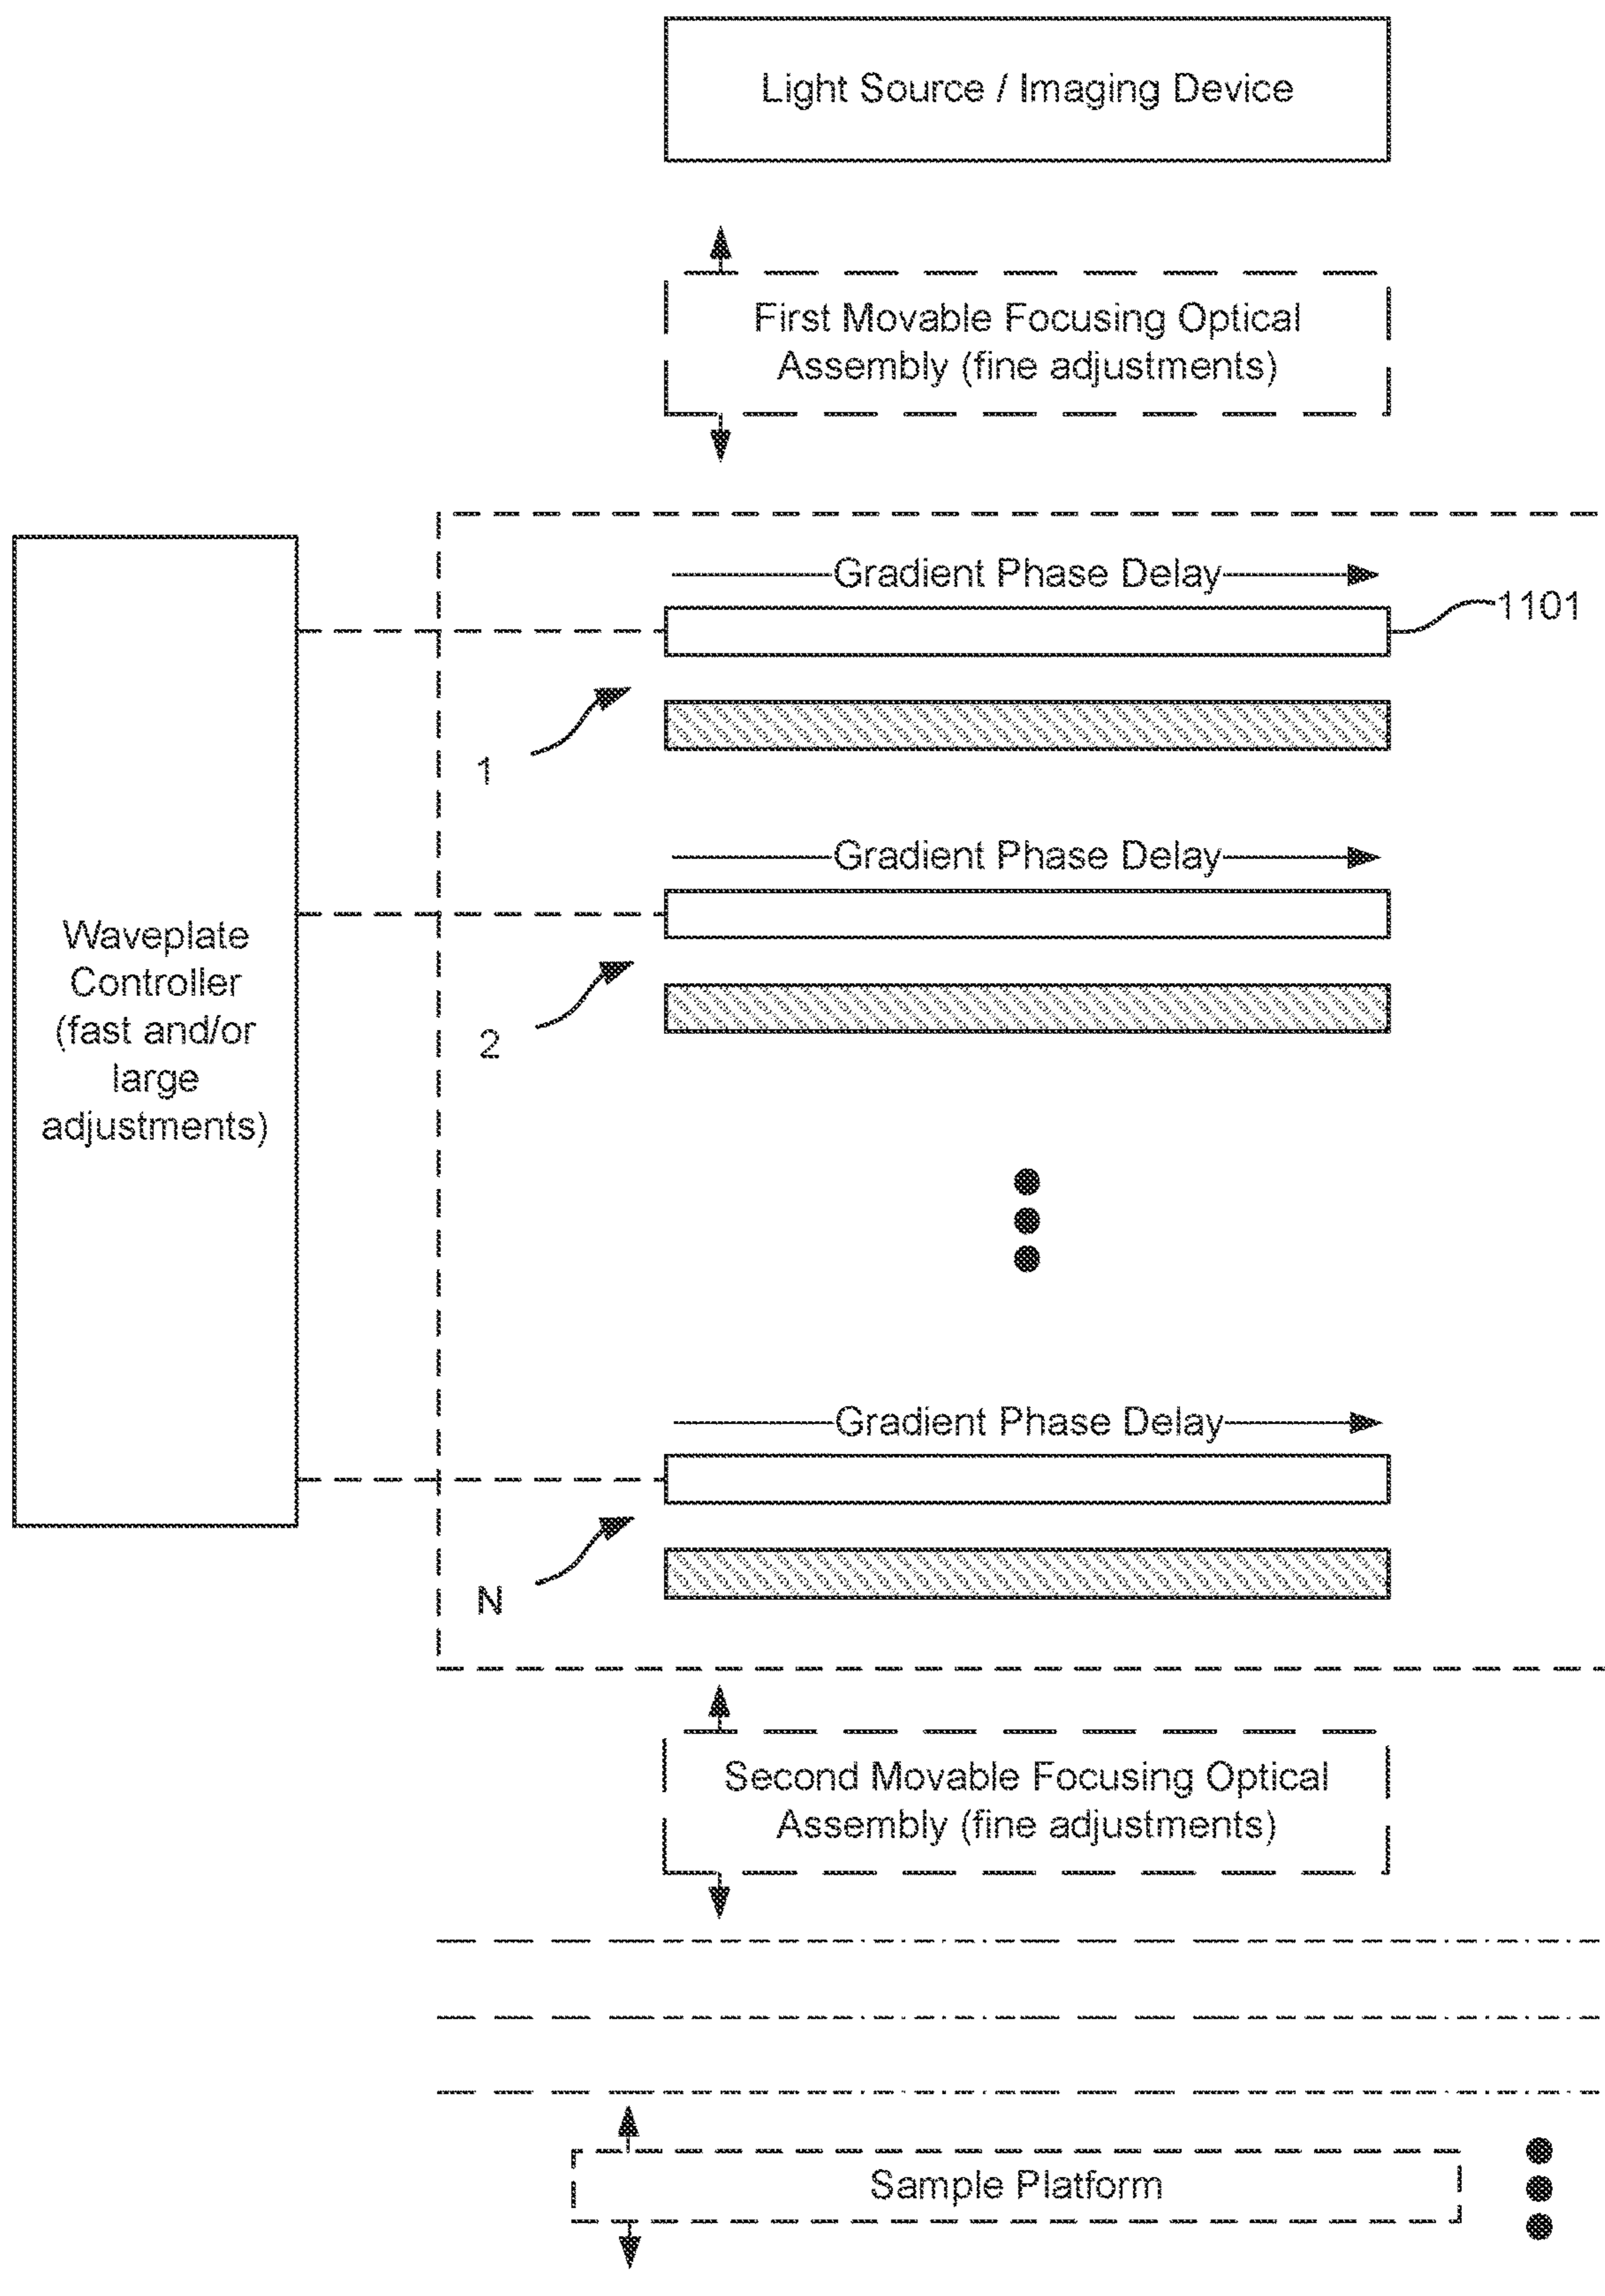 Light Source / Imaging Device
First Movable Focusing Optical
Assembly (fine adjustments)
Gradient Phase Delay
1101
1
Gradient Phase Delay
Waveplate
Controller
(fast and/or
large
adjustments)
2
Gradient Phase Delay
N
Second Movable Focusing Optical
Assembly (fine adjustments)
Sample Platform